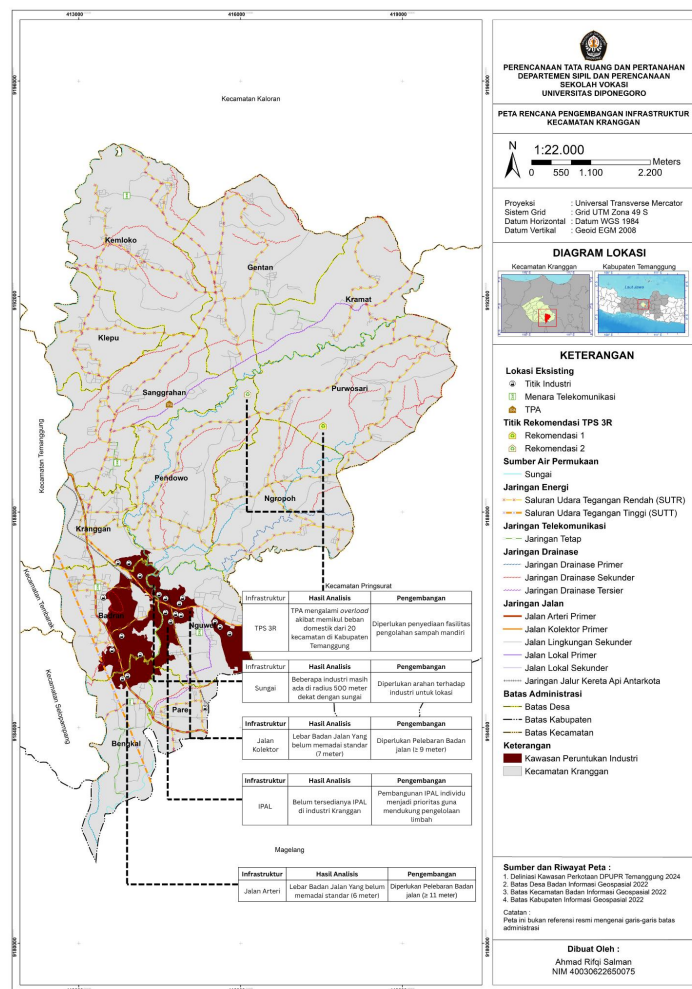 413000
416000
419000
9196000
9192000
9188000
9184000
9180000
9192000
9188000
9184000
9180000
Kecamatan Kaloran
Kemloko
Gentan
Kramat
Klepu
Sanggrahan
Purwosari
Kecamatan Temanggung
Pendowo
Ngropoh
Kranggan
Kecamatan Tembarak
Kecamatan Pringsurat
Kecamatan Selopampang
Pare
Bengkal
Magelang
Infrastruktur Hasil Analisis Pengembangan
TPS 3R
TPA mengalami overload
akibat memikul beban
domestik dari 20
kecamatan di Kabupaten
Temanggung
Diperlukan penyediaan fasilitas
pengolahan sampah mandiri
Infrastruktur Hasil Analisis Pengembangan
Sungai
Beberapa industri masih
ada di radius 500 meter
dekat dengan sungai
Diperlukan arahan terhadap
industri untuk lokasi
Infrastruktur Hasil Analisis Pengembangan
Jalan
Kolektor
Lebar Badan Jalan Yang
belum memadai standar
(7 meter)
Diperlukan Pelebaran Badan
jalan (≥ 9 meter)
Infrastruktur Hasil Analisis Pengembangan
IPAL
Belum tersedianya IPAL
di industri Kranggan
Pembangunan IPAL individu
menjadi prioritas guna
mendukung pengelolaan
limbah
Infrastruktur Hasil Analisis Pengembangan
Jalan Arteri
Lebar Badan Jalan Yang belum
memadai standar (6 meter)
Diperlukan Pelebaran Badan
jalan (≥ 11 meter)
PERENCANAAN TATA RUANG DAN PERTANAHAN
DEPARTEMEN SIPIL DAN PERENCANAAN
SEKOLAH VOKASI
UNIVERSITAS DIPONEGORO
PETA RENCANA PENGEMBANGAN INFRASTRUKTUR
KECAMATAN KRANGGAN
N
1:22.000
0 550 1.100 2.200
Meters
Proyeksi : Universal Transverse Mercator
Sistem Grid : Grid UTM Zona 49 S
Datum Horizontal : Datum WGS 1984
Datum Vertikal : Geoid EGM 2008
DIAGRAM LOKASI
Kecamatan Kranggan
Kabupaten Temanggung
Laut Jawa
KETERANGAN
Lokasi Eksisting
Titik Industri
Menara Telekomunikasi
TPA
Titik Rekomendasi TPS 3R
Rekomendasi 1
Rekomendasi 2
Sumber Air Permukaan
Sungai
Jaringan Energi
Saluran Udara Tegangan Rendah (SUTR)
Saluran Udara Tegangan Tinggi (SUTT)
Jaringan Telekomunikasi
Jaringan Tetap
Jaringan Drainase
Jaringan Drainase Primer
Jaringan Drainase Sekunder
Jaringan Drainase Tersier
Jaringan Jalan
Jalan Arteri Primer
Jalan Kolektor Primer
Jalan Lingkungan Sekunder
Jalan Lokal Primer
Jalan Lokal Sekunder
Jaringan Jalur Kereta Api Antarkota
Batas Administrasi
Batas Desa
Batas Kabupaten
Batas Kecamatan
Keterangan
Kawasan Peruntukan Industri
Kecamatan Kranggan
Sumber dan Riwayat Peta :
1. Deliniasi Kawasan Perkotaan DPUPR Temanggung 2024
2. Batas Desa Badan Informasi Geospasial 2022
3. Batas Kecamatan Badan Informasi Geospasial 2022
4. Batas Kabupaten Informasi Geospasial 2022
Catatan :
Peta ini bukan referensi resmi mengenai garis-garis batas
administrasi
Dibuat Oleh :
Ahmad Rifqi Salman
NIM 40030622650075